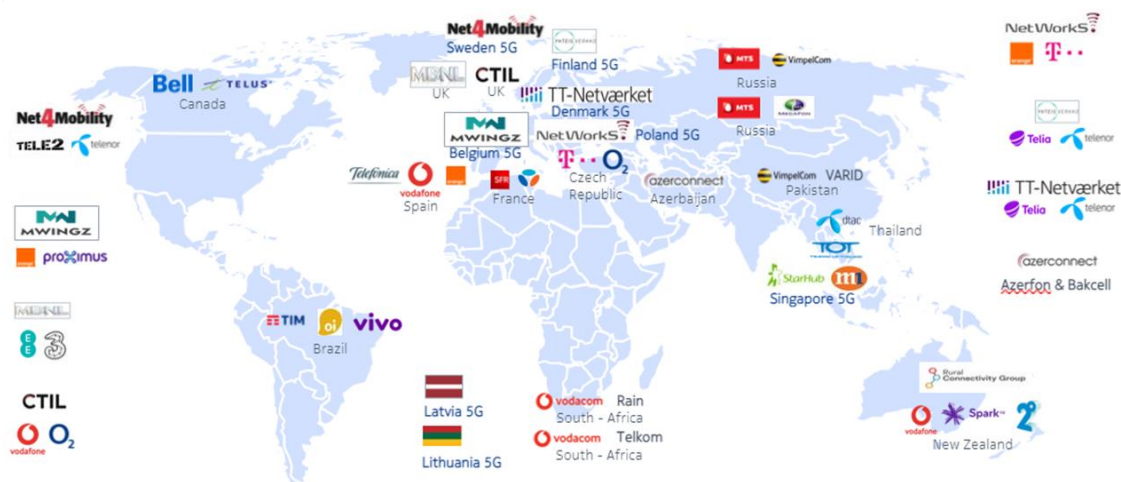 Net4Mobility
TELE2 telenor
MWINGZ
orange proximus
MBNL
EE 3
CTIL
vodafone O2
Bell TELUS
Canada
Net4Mobility
Sweden 5G
Finland 5G
MBNL
UK
CTIL
UK
TT-Netværket
Denmark 5G
MWINGZ
Belgium 5G
NetWorkS!
Poland 5G
Telefónica vodafone orange
Spain
SFR
France
T O2
Czech
Republic
azerconnect
Azerbaijan
MTS VimpelCom
Russia
MTS MEGAFON
Russia
VimpelCom VARID
Pakistan
dtac
Thailand
TOT
StarHub m1
Singapore 5G
TIM oi vivo
Brazil
Latvia 5G
Lithuania 5G
vodacom Rain
South - Africa
vodacom Telkom
South - Africa
Rural
Connectivity Group
vodafone Spark 2°
New Zealand
NetWorkS!
orange T
Telia telenor
TT-Netværket
Telia telenor
azerconnect
Azerfon & Bakcell